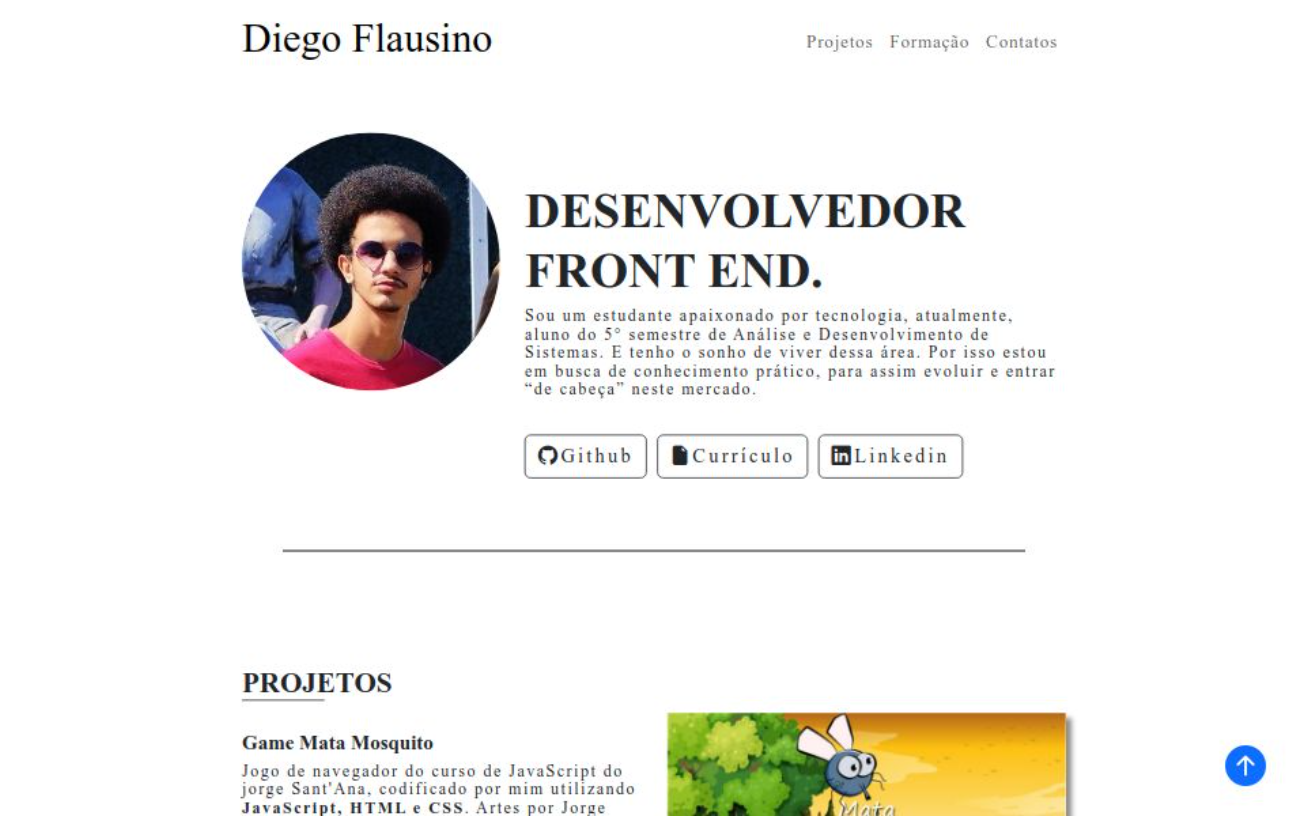 Diego Flausino
Projetos Formação Contatos
DESENVOLVEDOR
FRONT END.
Sou um estudante apaixonado por tecnologia, atualmente,
aluno do 5° semestre de Análise e Desenvolvimento de
Sistemas. E tenho o sonho de viver dessa área. Por isso estou
em busca de conhecimento prático, para assim evoluir e entrar
“de cabeça” neste mercado.
Github Currículo Linkedin
PROJETOS
Game Mata Mosquito
Jogo de navegador do curso de JavaScript do
jorge Sant'Ana, codificado por mim utilizando
JavaScript, HTML e CSS. Artes por Jorge
Mata